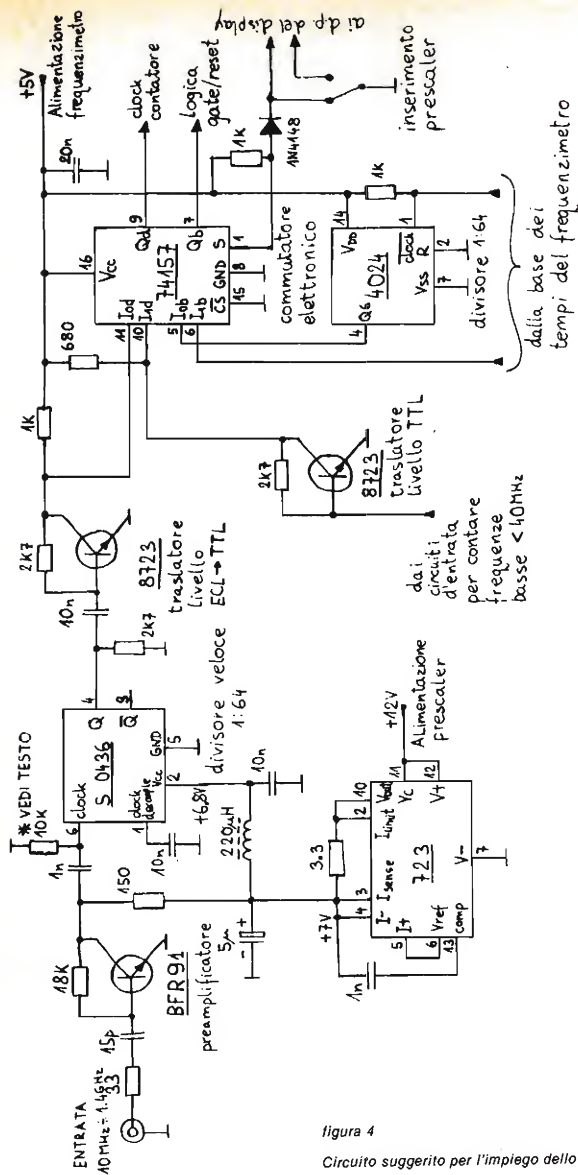 ENTRATA
10MHz÷1.4GHz
33
15p
18K
BFR91
preamplificatore
150
1n
* VEDI TESTO
10K
6
clock
S 0436
Q
4
Q
3
1
clock
decouple
Vcc
2
GND
5
10n
+6.8V
divisore veloce
1:64
220μH
10n
5μ
- +
+7V
2K7
10n
2K7
8723
traslatore
livello
ECL→TTL
1K
680
+5V
Alimentazione
frequenzimetro
20n
16
Vcc
11
I0d
10
I1d
5
I0b
6
I1b
74157
Qd
9
Qb
7
CS
15
GND
8
S
1
clock
contatore
logica
gate/reset
commutatore
elettronico
1K
1N4148
ai d.p. del display
inserimento
prescaler
14
VDD
1K
4
Q6
4024
clock
1
VSS
7
R
2
divisore 1:64
dalla base dei
tempi del frequenzimetro
2K7
8723
traslatore
livello TTL
dai
circuiti
d'entrata
per contare
frequenze
basse <40MHz
3.3
1n
4
I-
3
Isense
2
Ilimit
10
Vout
5
I+
6
Vref
13
comp
723
VC
11
V+
12
V-
7
+12V
Alimentazione
prescaler
figura 4
Circuito suggerito per l'impiego dello